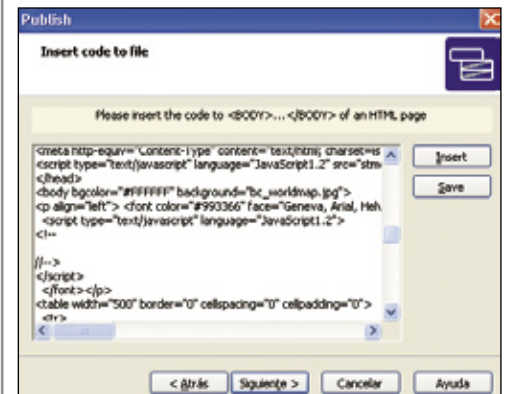 Publish
Insert code to file
Please insert the code to <BODY>... </BODY> of an HTML page
<meta http-equiv="Content-Type" content="text/html; charset=is
<script type="text/javascript" language="JavaScript1.2" src="stm
</head>
<body bgcolor="#FFFFFF" background="bc_worldmap.jpg">
<p align="left"> <font color="#993366" face="Geneva, Arial, Helv
<script type="text/javascript" language="JavaScript1.2">
<!--
//-->
</script>
</font></p>
<table width="500" border="0" cellspacing="0" cellpadding="0">
<tr>
Insert
Save
< Atrás
Siguiente >
Cancelar
Ayuda